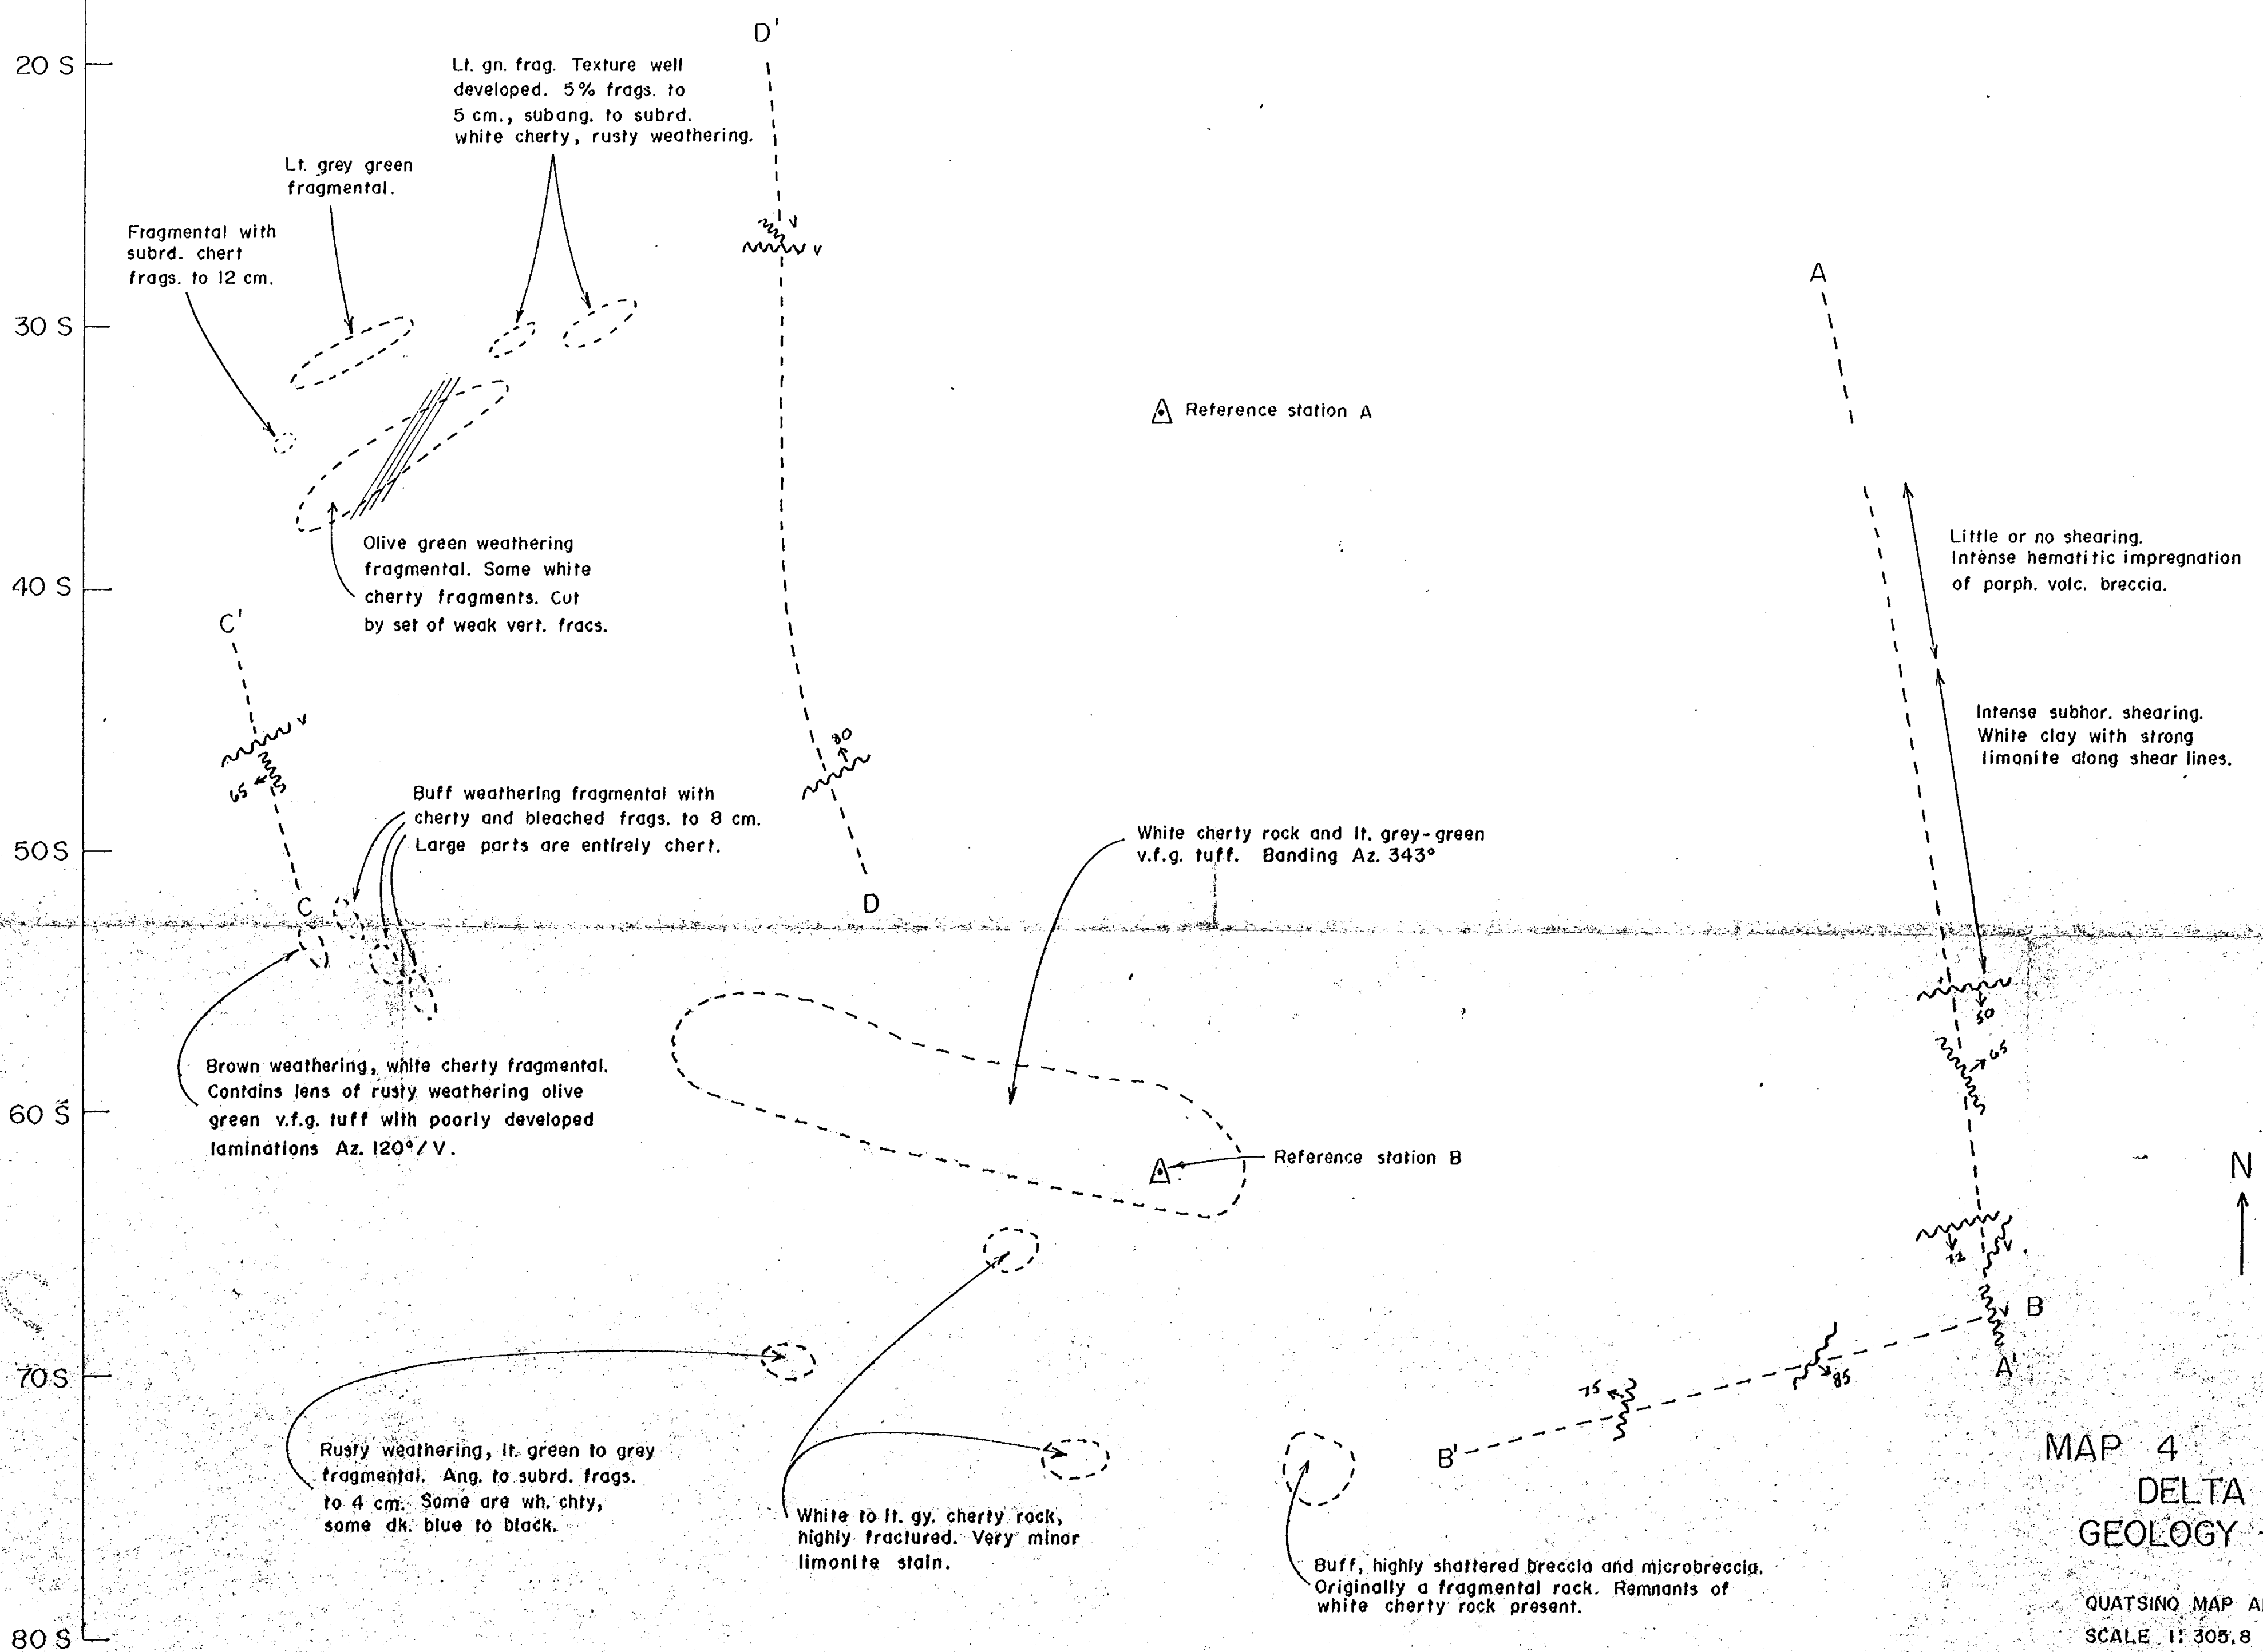 D'
20 S
Lt. gn. frag. Texture well
developed. 5% frags. to
5 cm., subang. to subrd.
white cherty, rusty weathering.
Lt. grey green
fragmental.
Fragmental with
subrd. chert
frags. to 12 cm.
v
v
A
30 S
Reference station A
Olive green weathering
fragmental. Some white
cherty fragments. Cut
by set of weak vert. fracs.
Little or no shearing.
Intense hematitic impregnation
of porph. volc. breccia.
40 S
C'
v
65
80
Intense subhor. shearing.
White clay with strong
limonite along shear lines.
Buff weathering fragmental with
cherty and bleached frags. to 8 cm.
Large parts are entirely chert.
50 S
White cherty rock and lt. grey-green
v.f.g. tuff. Banding Az. 343°
C
D
50
65
Brown weathering, white cherty fragmental.
Contains lens of rusty weathering olive
green v.f.g. tuff with poorly developed
laminations Az. 120°/V.
60 S
Reference station B
N
72
v
v
B
A'
70 S
85
75
B'
Rusty weathering, lt. green to grey
fragmental. Ang. to subrd. frags.
to 4 cm. Some are wh. chty,
some dk. blue to black.
White to lt. gy. cherty rock,
highly fractured. Very minor
limonite stain.
Buff, highly shattered breccia and microbreccia.
Originally a fragmental rock. Remnants of
white cherty rock present.
MAP 4
DELTA
GEOLOGY
QUATSINO MAP
SCALE 1: 305.8
80 S